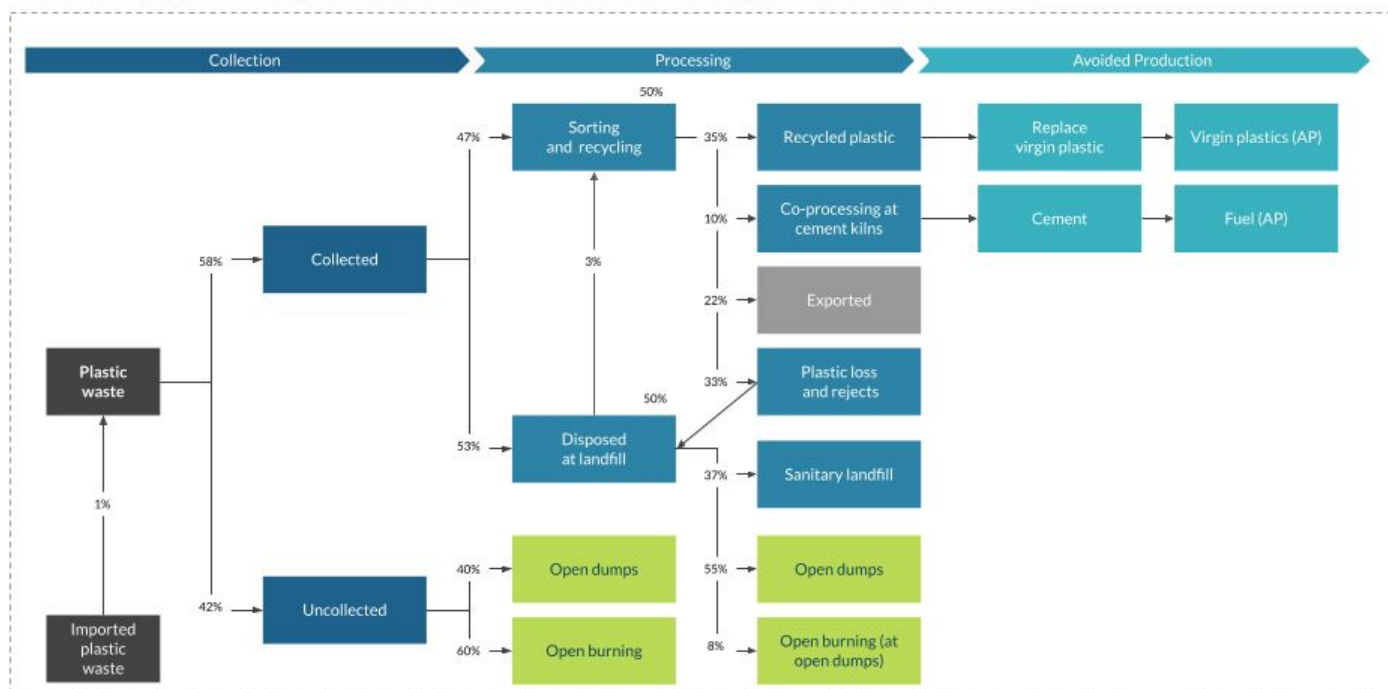 Collection
Processing
Avoided Production
50%
47%
Sorting
and recycling
35%
Recycled plastic
Replace
virgin plastic
Virgin plastics (AP)
10%
Co-processing at
cement kilns
Cement
Fuel (AP)
58%
Collected
3%
22%
Exported
Plastic
waste
33%
Plastic loss
and rejects
50%
53%
Disposed
at landfill
37%
Sanitary landfill
1%
40%
Open dumps
55%
Open dumps
42%
Uncollected
Imported
plastic
waste
60%
Open burning
8%
Open burning (at
open dumps)